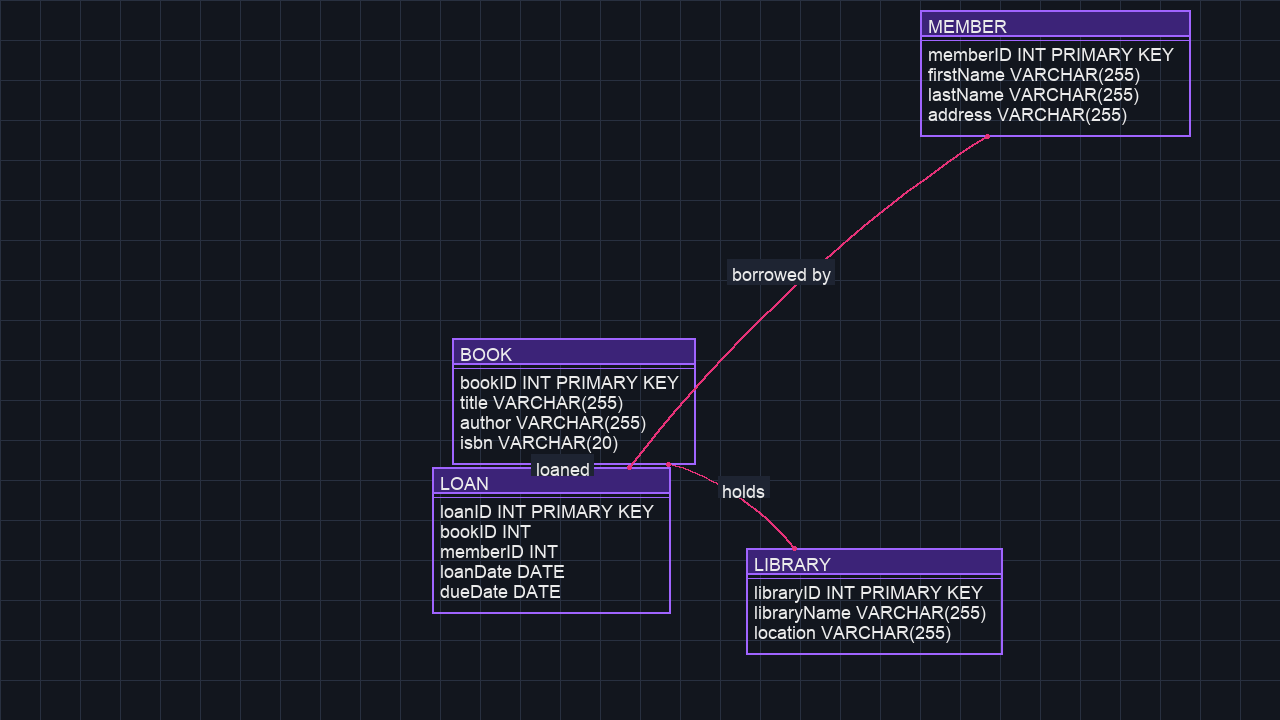 MEMBER
memberID INT PRIMARY KEY
firstName VARCHAR(255)
lastName VARCHAR(255)
address VARCHAR(255)
borrowed by
BOOK
bookID INT PRIMARY KEY
title VARCHAR(255)
author VARCHAR(255)
isbn VARCHAR(20)
loaned
LOAN
loanID INT PRIMARY KEY
bookID INT
memberID INT
loanDate DATE
dueDate DATE
holds
LIBRARY
libraryID INT PRIMARY KEY
libraryName VARCHAR(255)
location VARCHAR(255)